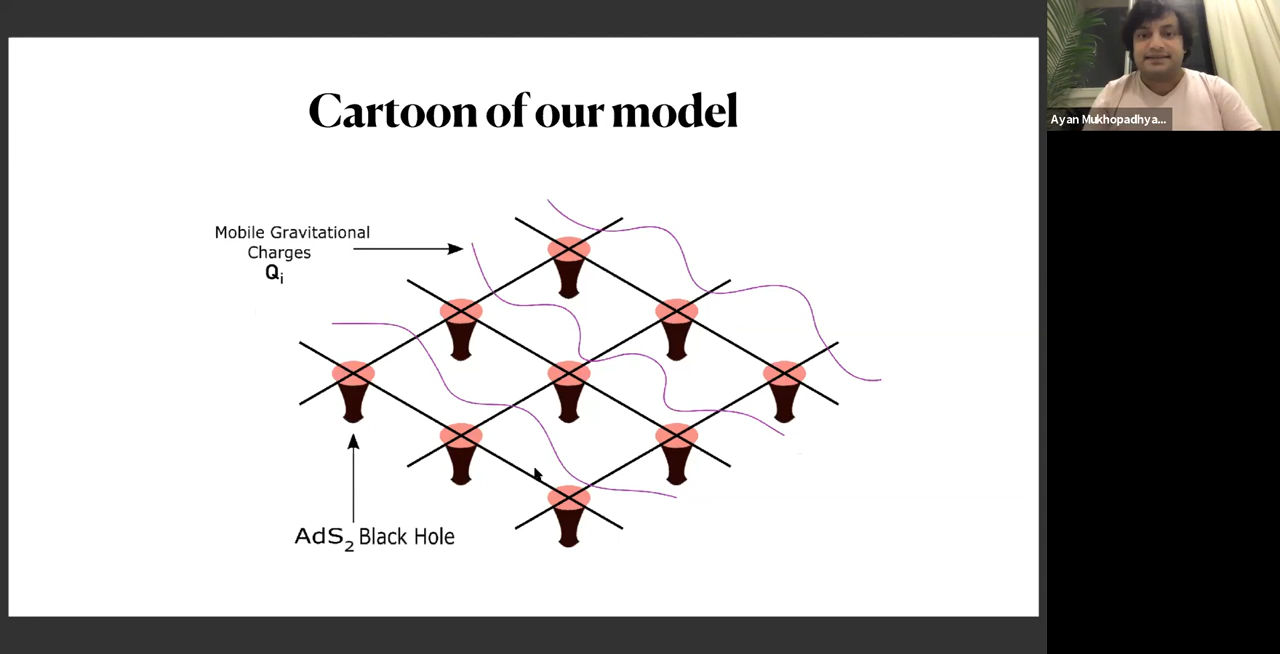 Cartoon of our model
Ayan Mukhopadhya...
Mobile Gravitational
Charges
Qi
AdS2 Black Hole